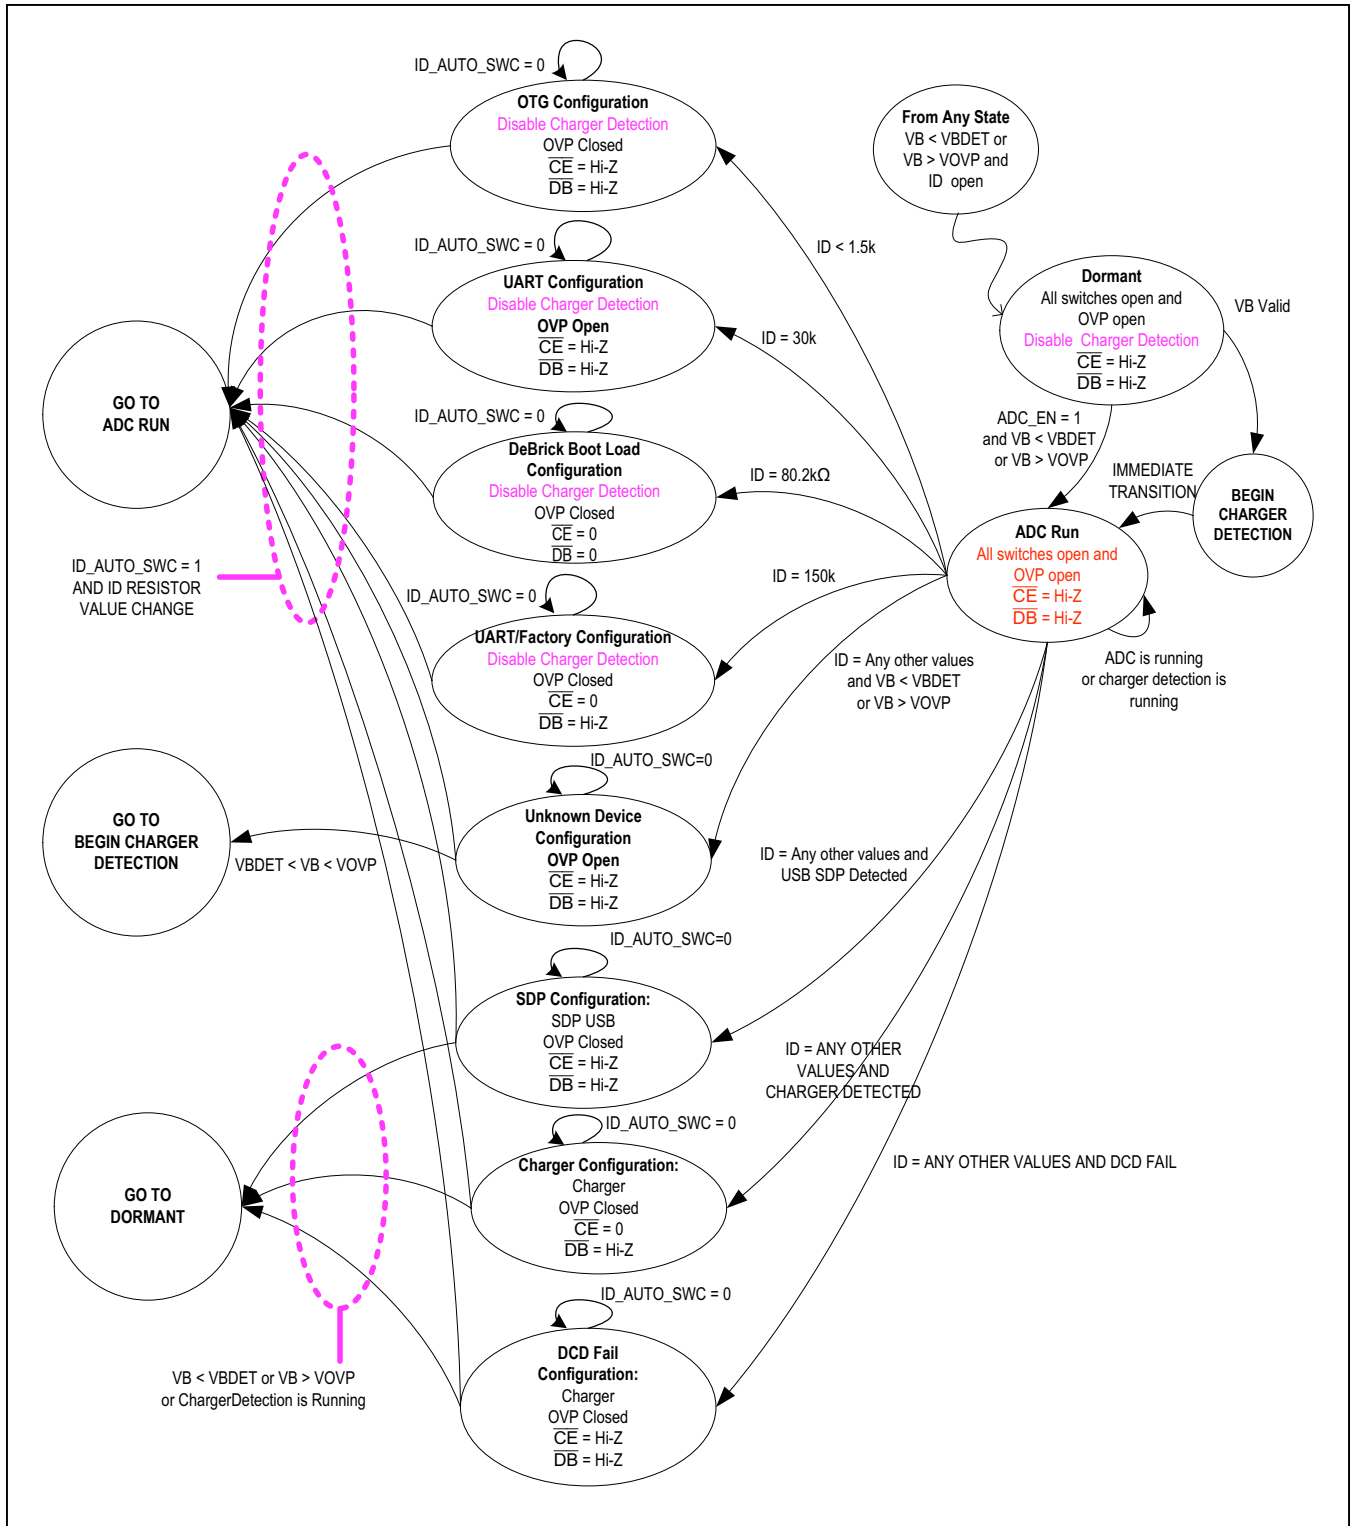 ID_AUTO_SWC = 0
OTG Configuration
Disable Charger Detection
OVP Closed
CE = Hi-Z
DB = Hi-Z
From Any State
VB < VBDET or
VB > VOVP and
ID open
ID < 1.5k
ID_AUTO_SWC = 0
UART Configuration
Disable Charger Detection
OVP Open
CE = Hi-Z
DB = Hi-Z
ID = 30k
Dormant
All switches open and
OVP open
Disable Charger Detection
CE = Hi-Z
DB = Hi-Z
VB Valid
GO TO
ADC RUN
ID_AUTO_SWC = 0
DeBrick Boot Load
Configuration
Disable Charger Detection
OVP Closed
CE = 0
DB = 0
ID = 80.2kΩ
ADC_EN = 1
and VB < VBDET
or VB > VOVP
IMMEDIATE
TRANSITION
BEGIN
CHARGER
DETECTION
ADC Run
All switches open and
OVP open
CE = Hi-Z
DB = Hi-Z
ID_AUTO_SWC = 1
AND ID RESISTOR
VALUE CHANGE
ID_AUTO_SWC = 0
UART/Factory Configuration
Disable Charger Detection
OVP Closed
CE = 0
DB = Hi-Z
ID = 150k
ID = Any other values
and VB < VBDET
or VB > VOVP
ADC is running
or charger detection is
running
ID_AUTO_SWC=0
Unknown Device
Configuration
OVP Open
CE = Hi-Z
DB = Hi-Z
GO TO
BEGIN CHARGER
DETECTION
VBDET < VB < VOVP
ID = Any other values and
USB SDP Detected
ID_AUTO_SWC=0
SDP Configuration:
SDP USB
OVP Closed
CE = Hi-Z
DB = Hi-Z
ID = ANY OTHER
VALUES AND
CHARGER DETECTED
ID_AUTO_SWC = 0
Charger Configuration:
Charger
OVP Closed
CE = 0
DB = Hi-Z
GO TO
DORMANT
ID = ANY OTHER VALUES AND DCD FAIL
ID_AUTO_SWC = 0
DCD Fail
Configuration:
Charger
OVP Closed
CE = Hi-Z
DB = Hi-Z
VB < VBDET or VB > VOVP
or ChargerDetection is Running